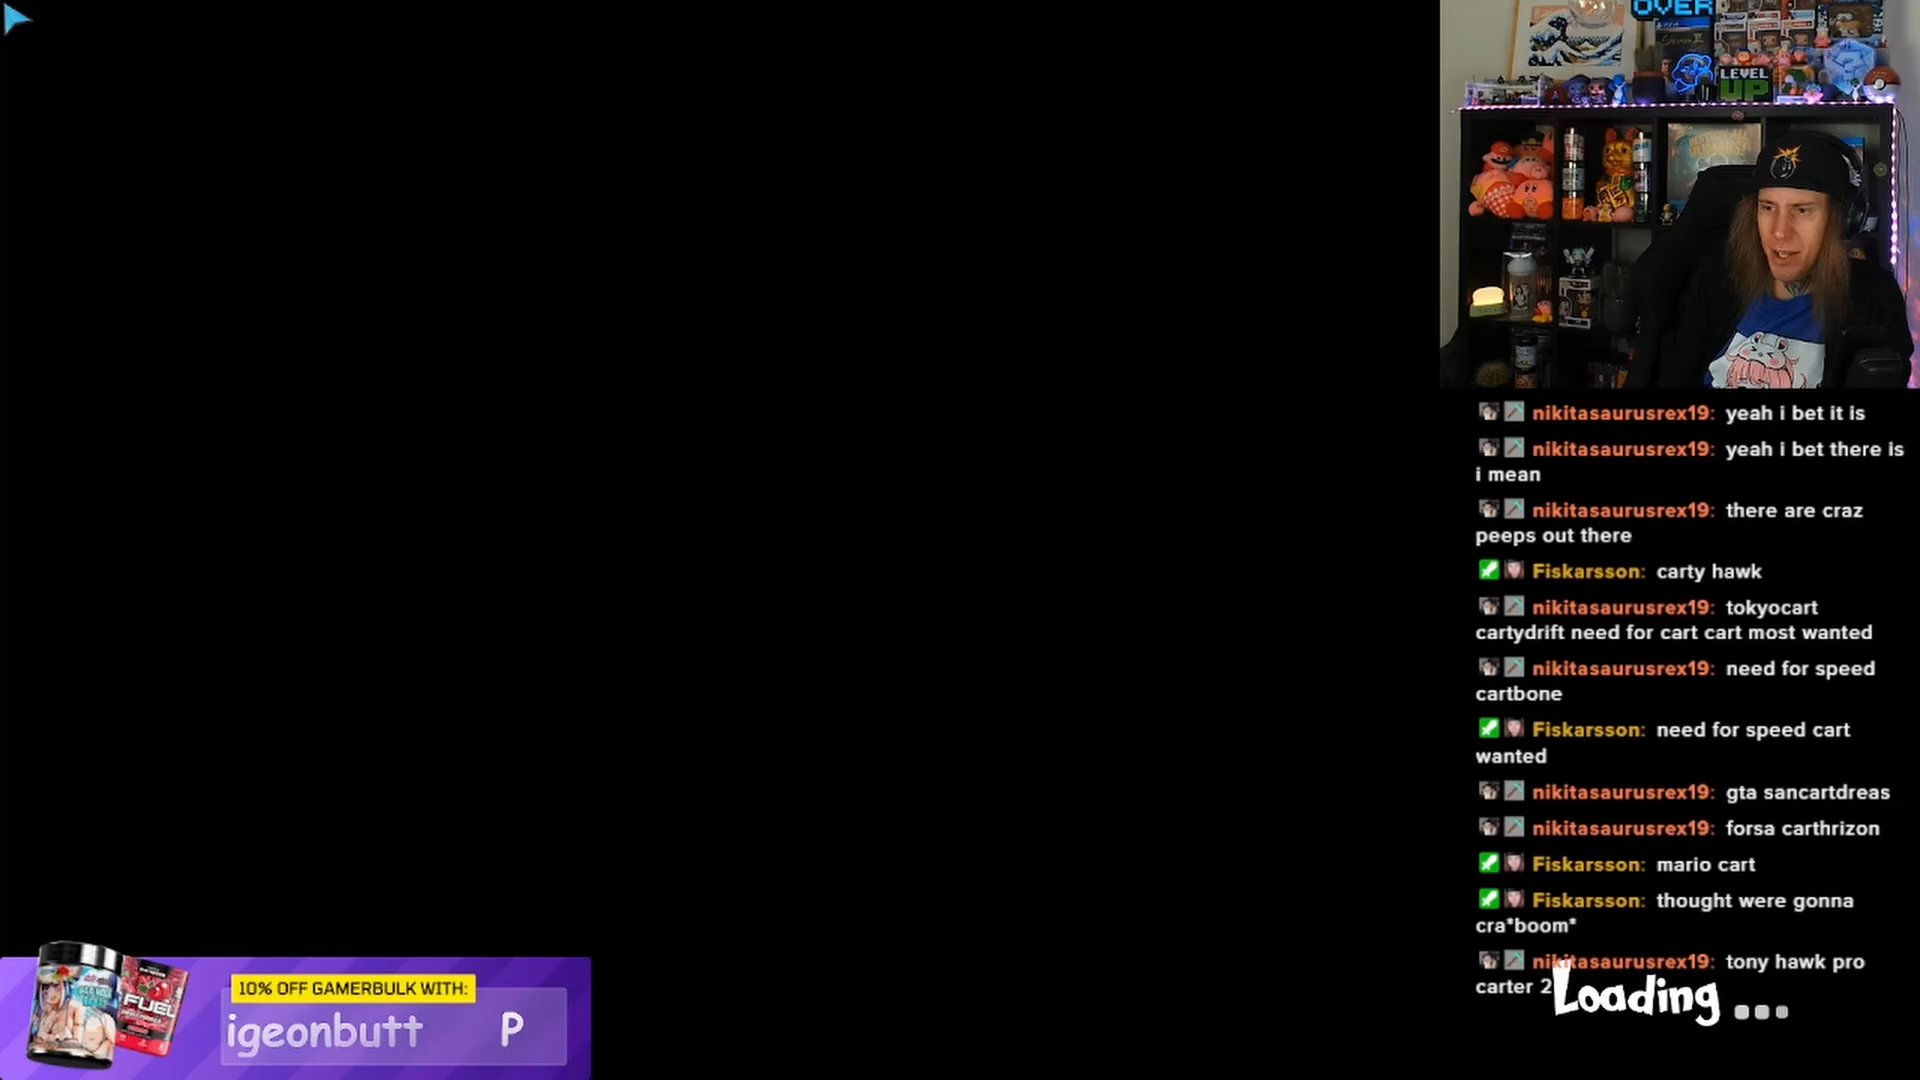 OVER
LEVEL
UP
nikitasaurusrex19: yeah i bet it is
nikitasaurusrex19: yeah i bet there is
i mean
nikitasaurusrex19: there are craz
peeps out there
Fiskarsson: carty hawk
nikitasaurusrex19: tokyocart
cartydrift need for cart cart most wanted
nikitasaurusrex19: need for speed
cartbone
Fiskarsson: need for speed cart
wanted
nikitasaurusrex19: gta sancartdreas
nikitasaurusrex19: forsa carthrizon
Fiskarsson: mario cart
Fiskarsson: thought were gonna
cra*boom*
nikitasaurusrex19: tony hawk pro
carter 2
Loading ...
10% OFF GAMERBULK WITH:
igeonbutt P
FUEL